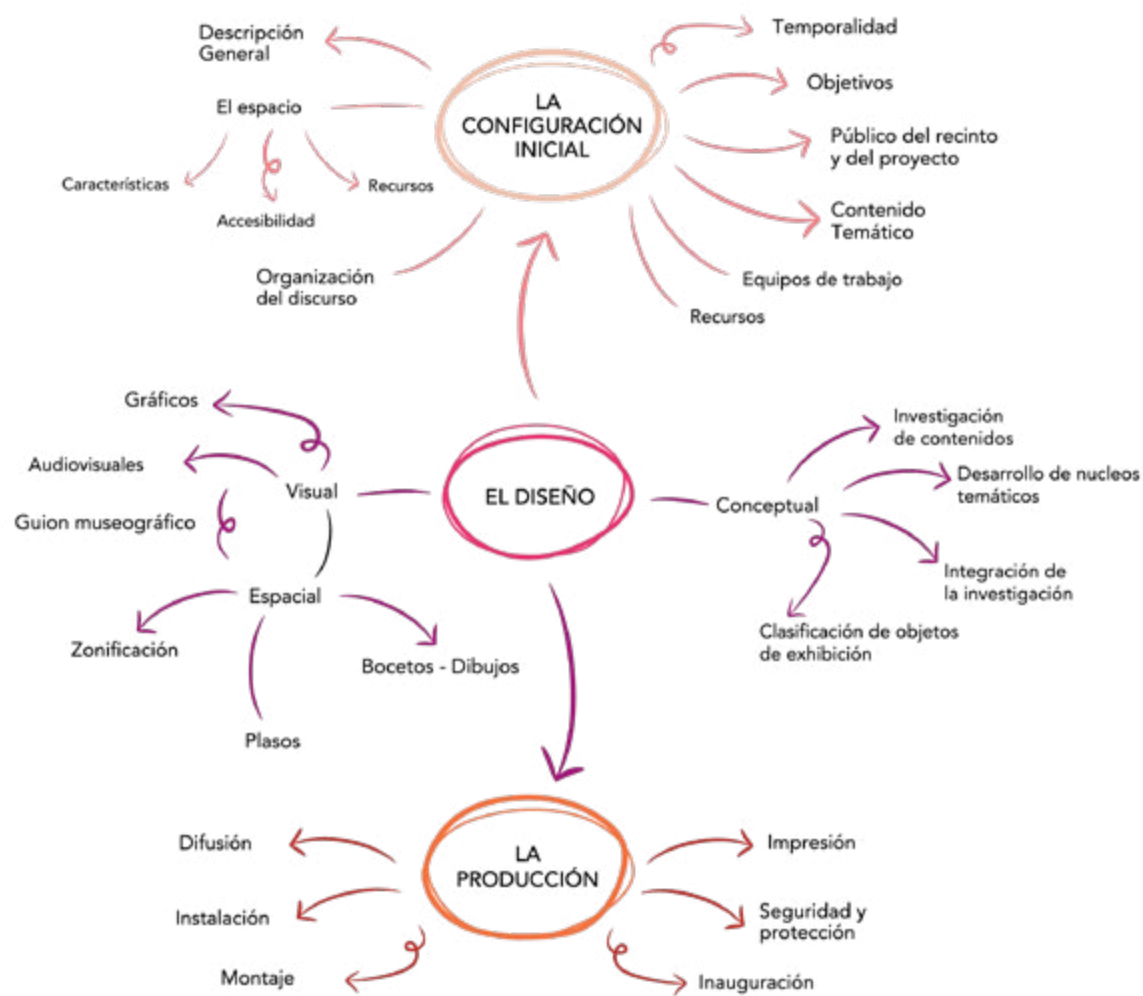 Descripción
General
El espacio
Características
Accesibilidad
Recursos
Organización
del discurso
LA
CONFIGURACIÓN
INICIAL
Temporalidad
Objetivos
Público del recinto
y del proyecto
Contenido
Temático
Equipos de trabajo
Recursos
Gráficos
Audiovisuales
Visual
Guion museográfico
Espacial
Zonificación
Bocetos - Dibujos
Plasos
EL DISEÑO
Conceptual
Investigación
de contenidos
Desarrollo de nucleos
temáticos
Integración de
la investigación
Clasificación de objetos
de exhibición
LA
PRODUCCIÓN
Difusión
Instalación
Montaje
Impresión
Seguridad y
protección
Inauguración